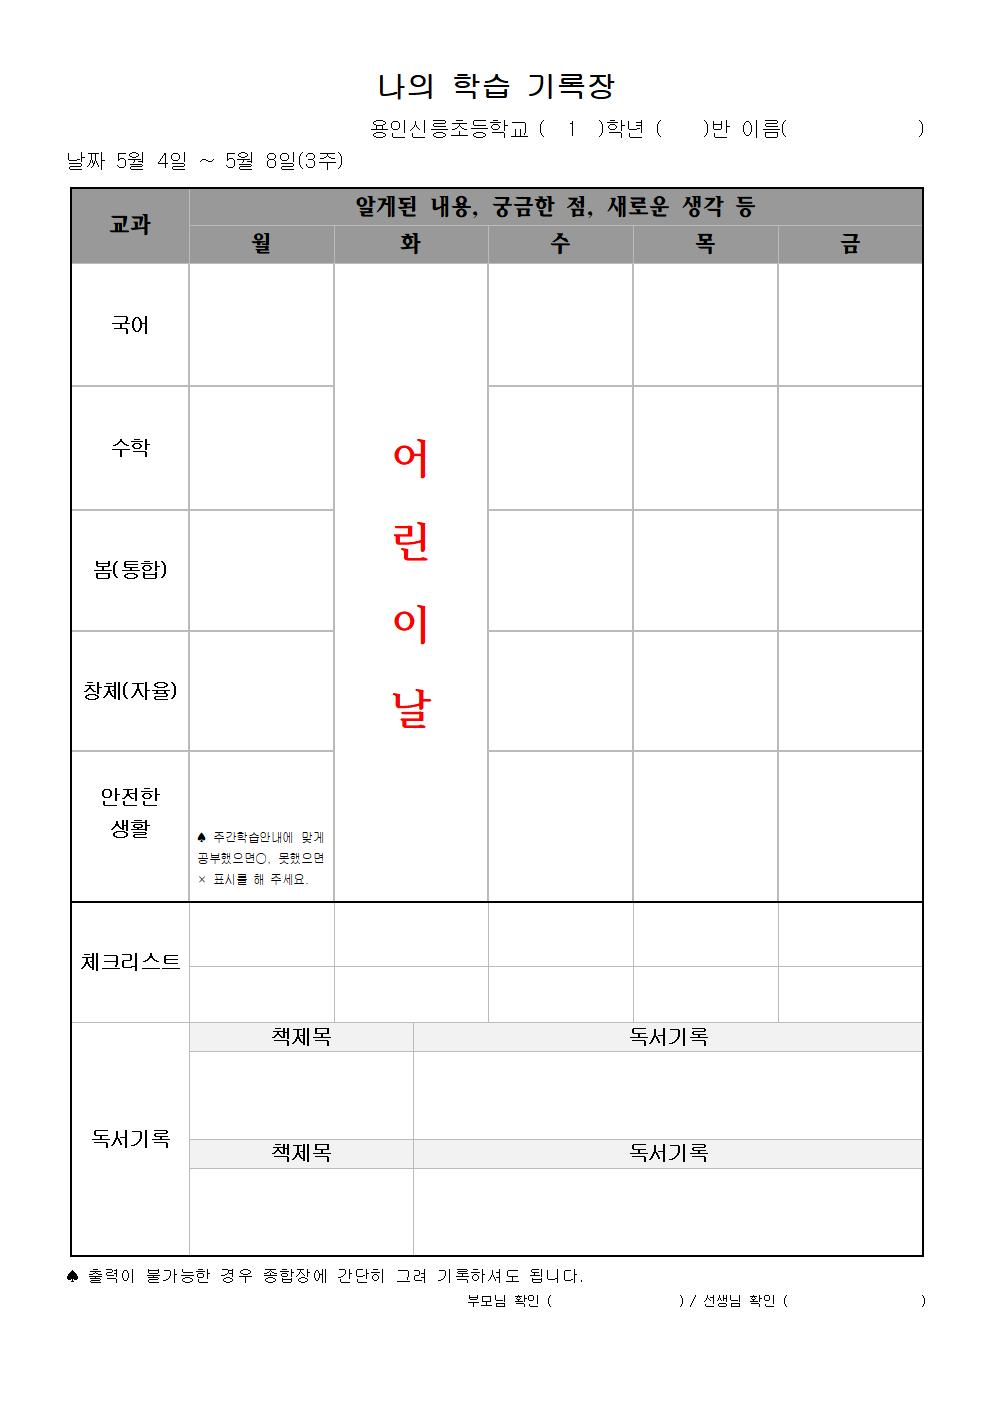 나의 학습 기록장
용인신릉초등학교 ( 1 )학년 ( )반 이름( )
날짜 5월 4일 ~ 5월 8일(3주)
교과
알게된 내용, 궁금한 점, 새로운 생각 등
월 화 수 목 금
국어
수학
봄(통합)
창체(자율)
안전한
생활
어
린
이
날
♠ 주간학습안내에 맞게
공부했으면○, 못했으면
× 표시를 해 주세요.
체크리스트
독서기록
책제목 독서기록
책제목 독서기록
♠ 출력이 불가능한 경우 종합장에 간단히 그려 기록하셔도 됩니다.
부모님 확인 ( ) / 선생님 확인 ( )